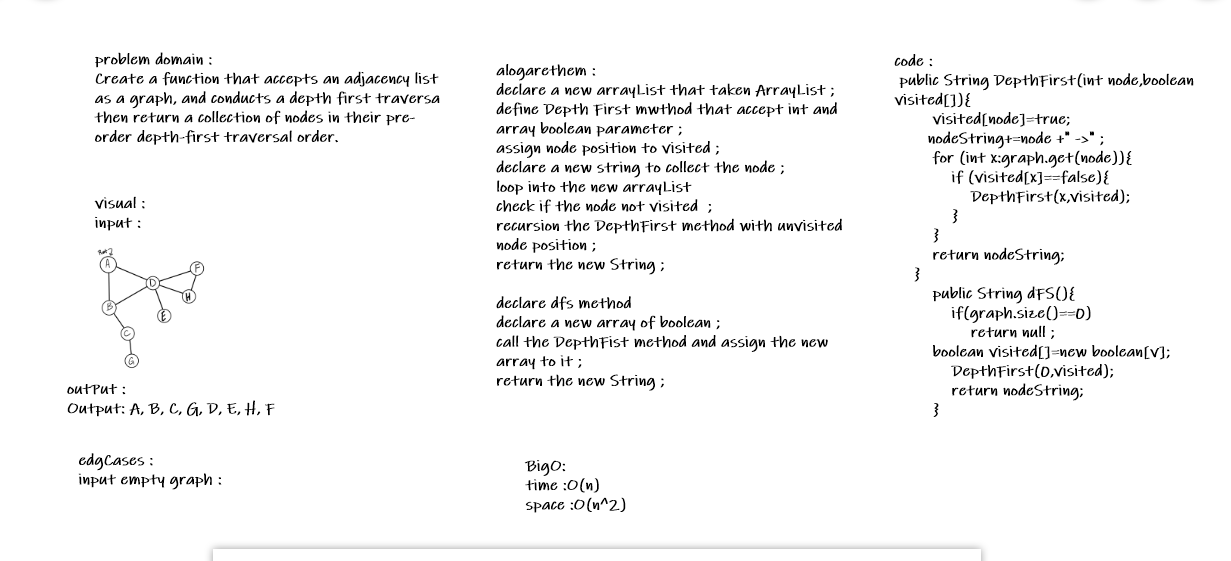 problem domain :
Create a function that accepts an adjacency list
as a graph, and conducts a depth first traversa
then return a collection of nodes in their pre-
order depth-first traversal order.
visual :
input :
Root
A
F
D
H
B
E
C
G
outPut :
Output: A, B, C, G, D, E, H, F
edgCases :
input empty graph :
alogarethem :
declare a new arrayList that taken ArrayList ;
define Depth First mwthod that accept int and
array boolean parameter ;
assign node position to visited ;
declare a new string to collect the node ;
loop into the new arrayList
check if the node not visited  ;
recursion the DepthFirst method with unvisited
node position ;
return the new String ;
declare dfs method
declare a new array of boolean ;
call the DepthFist method and assign the new
array to it ;
return the new String ;
BigO:
time :O(n)
space :O(n^2)
code :
public String DepthFirst(int node,boolean
visited[]){
visited[node]=true;
nodeString+=node +" ->" ;
for (int x:graph.get(node)){
if (visited[x]==false){
DepthFirst(x,visited);
}
}
return nodeString;
}
public String dFS(){
if(graph.size()==0)
return null ;
boolean visited[]=new boolean[v];
DepthFirst(0,visited);
return nodeString;
}